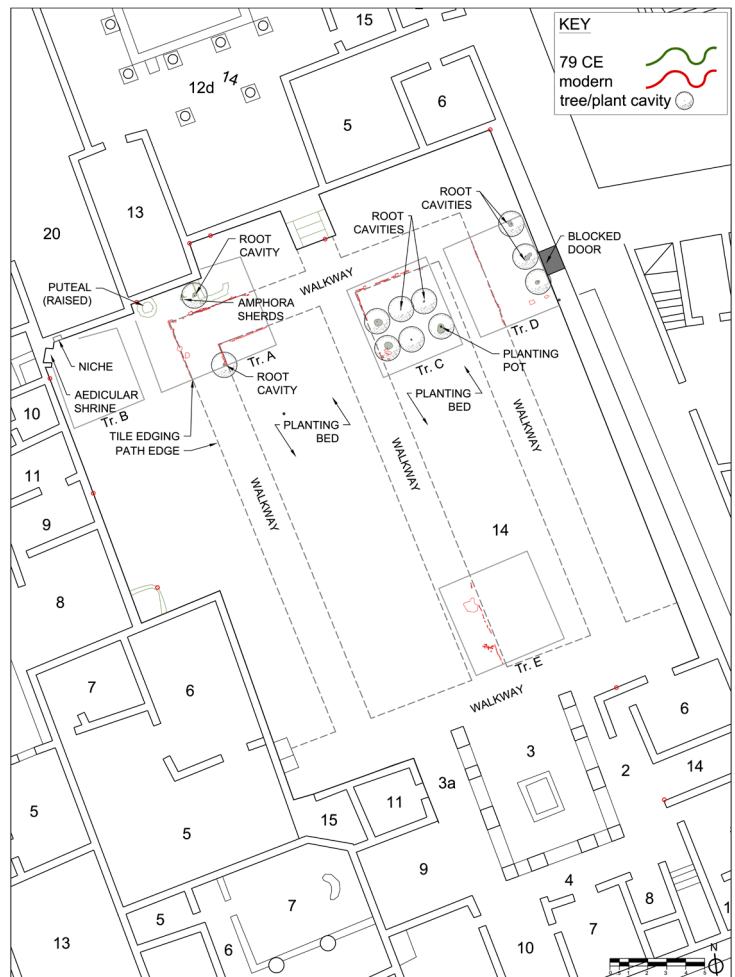 KEY
79 CE
modern
tree/plant cavity
15
12d
14
5
6
13
20
ROOT
CAVITIES
ROOT
CAVITIES
ROOT
CAVITY
BLOCKED
DOOR
PUTEAL
(RAISED)
WALKWAY
AMPHORA
SHERDS
Tr. D
NICHE
Tr. A
Tr. C
PLANTING
POT
ROOT
CAVITY
AEDICULAR
SHRINE
10
Tr. B
PLANTING
BED
PLANTING
BED
TILE EDGING
PATH EDGE
WALKWAY
WALKWAY
WALKWAY
11
9
14
8
Tr. E
7
6
WALKWAY
6
3
2
14
3a
5
5
15
11
9
4
8
7
5
13
6
10
7
N